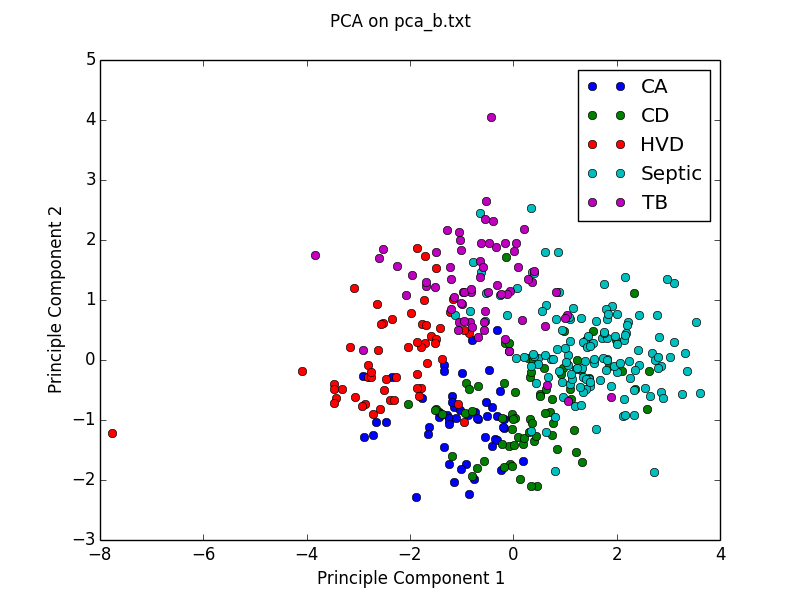 PCA on pca_b.txt
5
4
3
2
1
0
−1
−2
−3
Principle Component 2
CA
CD
HVD
Septic
TB
−8
−6
−4
−2
0
2
4
Principle Component 1